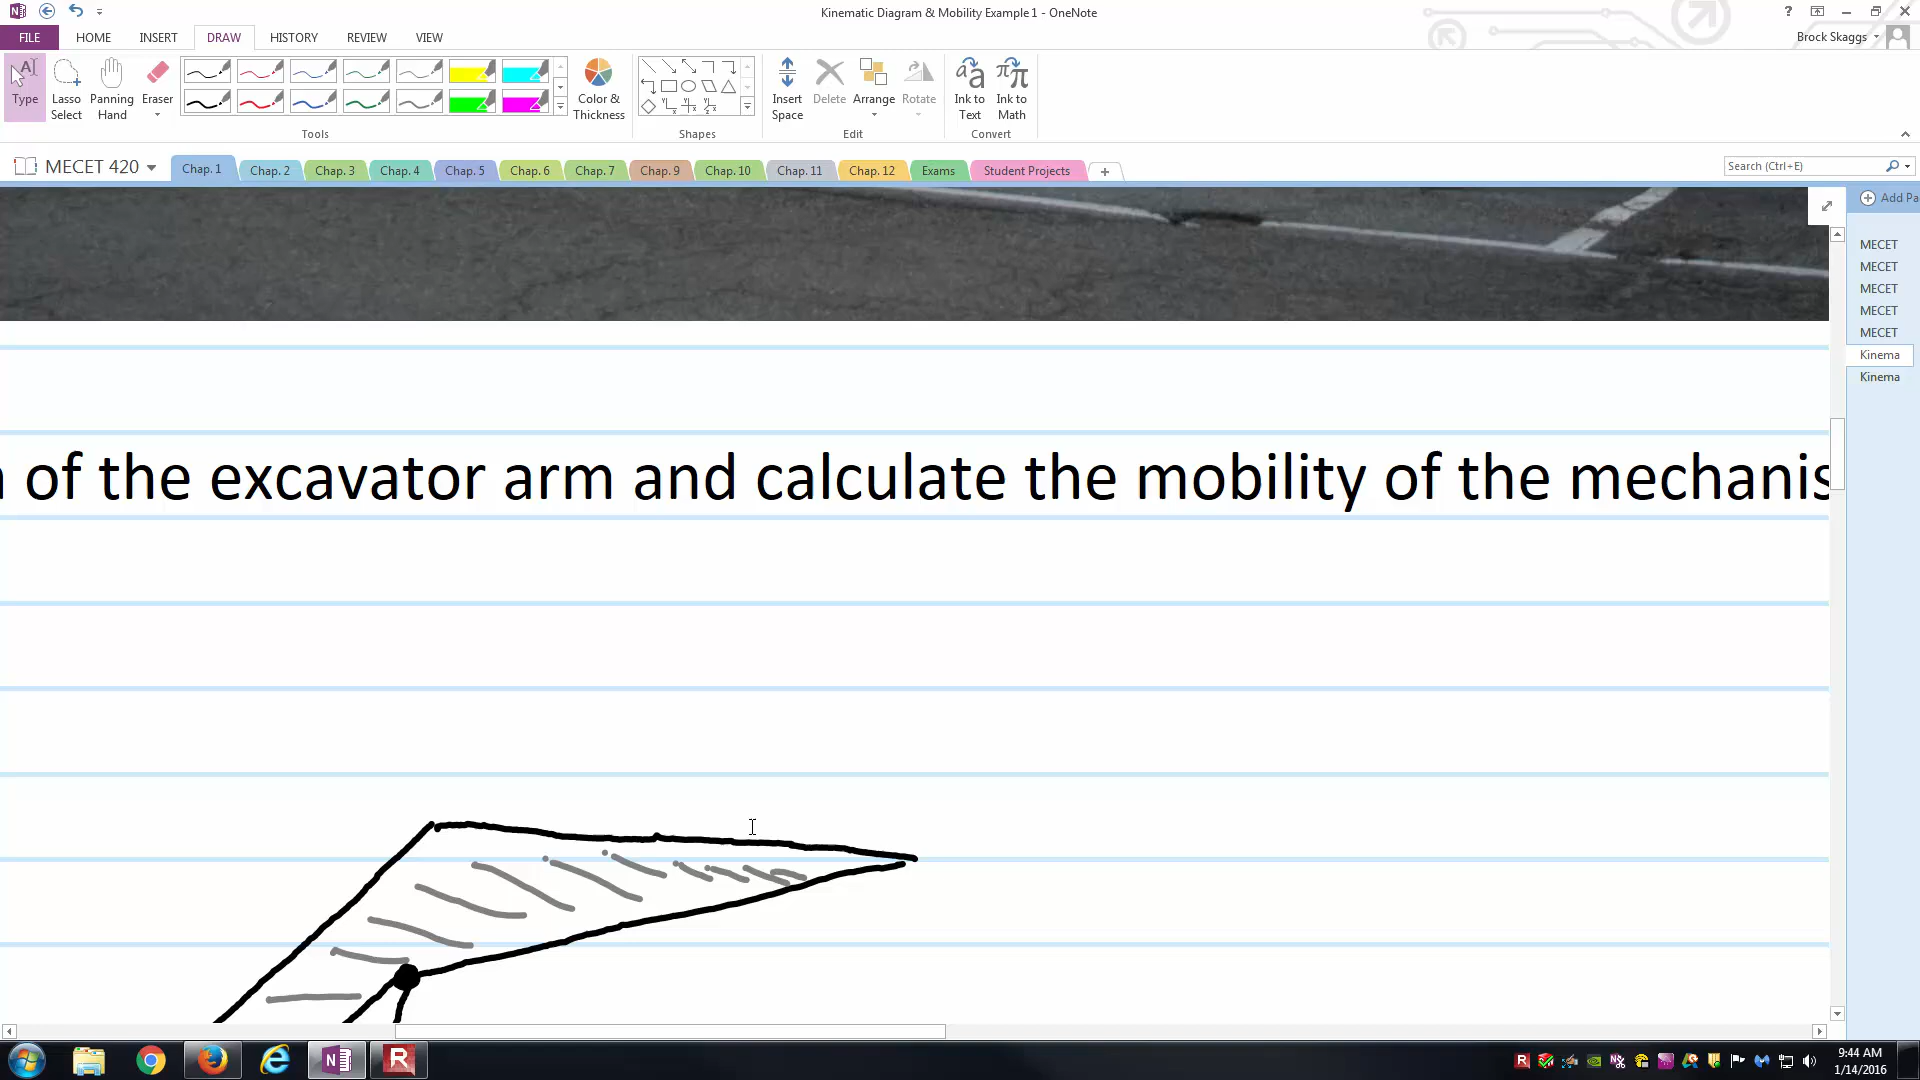 Kinematic Diagram & Mobility Example1 - OneNote
FILE HOME INSERT DRAW HISTORY REVIEW VIEW
Brock Skaggs
Type
Lasso Select
Panning Hand
Eraser
Color & Thickness
Insert Space
Delete
Arrange
Rotate
Ink to Text
Ink to Math
Tools
Shapes
Edit
Convert
MECET 420
Chap. 1 Chap. 2 Chap. 3 Chap. 4 Chap. 5 Chap. 6 Chap. 7 Chap. 9 Chap. 10 Chap. 11 Chap. 12 Exams Student Projects
Search (Ctrl+E)
Add Pa
MECET
MECET
MECET
MECET
MECET
Kinema
Kinema
of the excavator arm and calculate the mobility of the mechanis
9:44 AM
1/14/2016